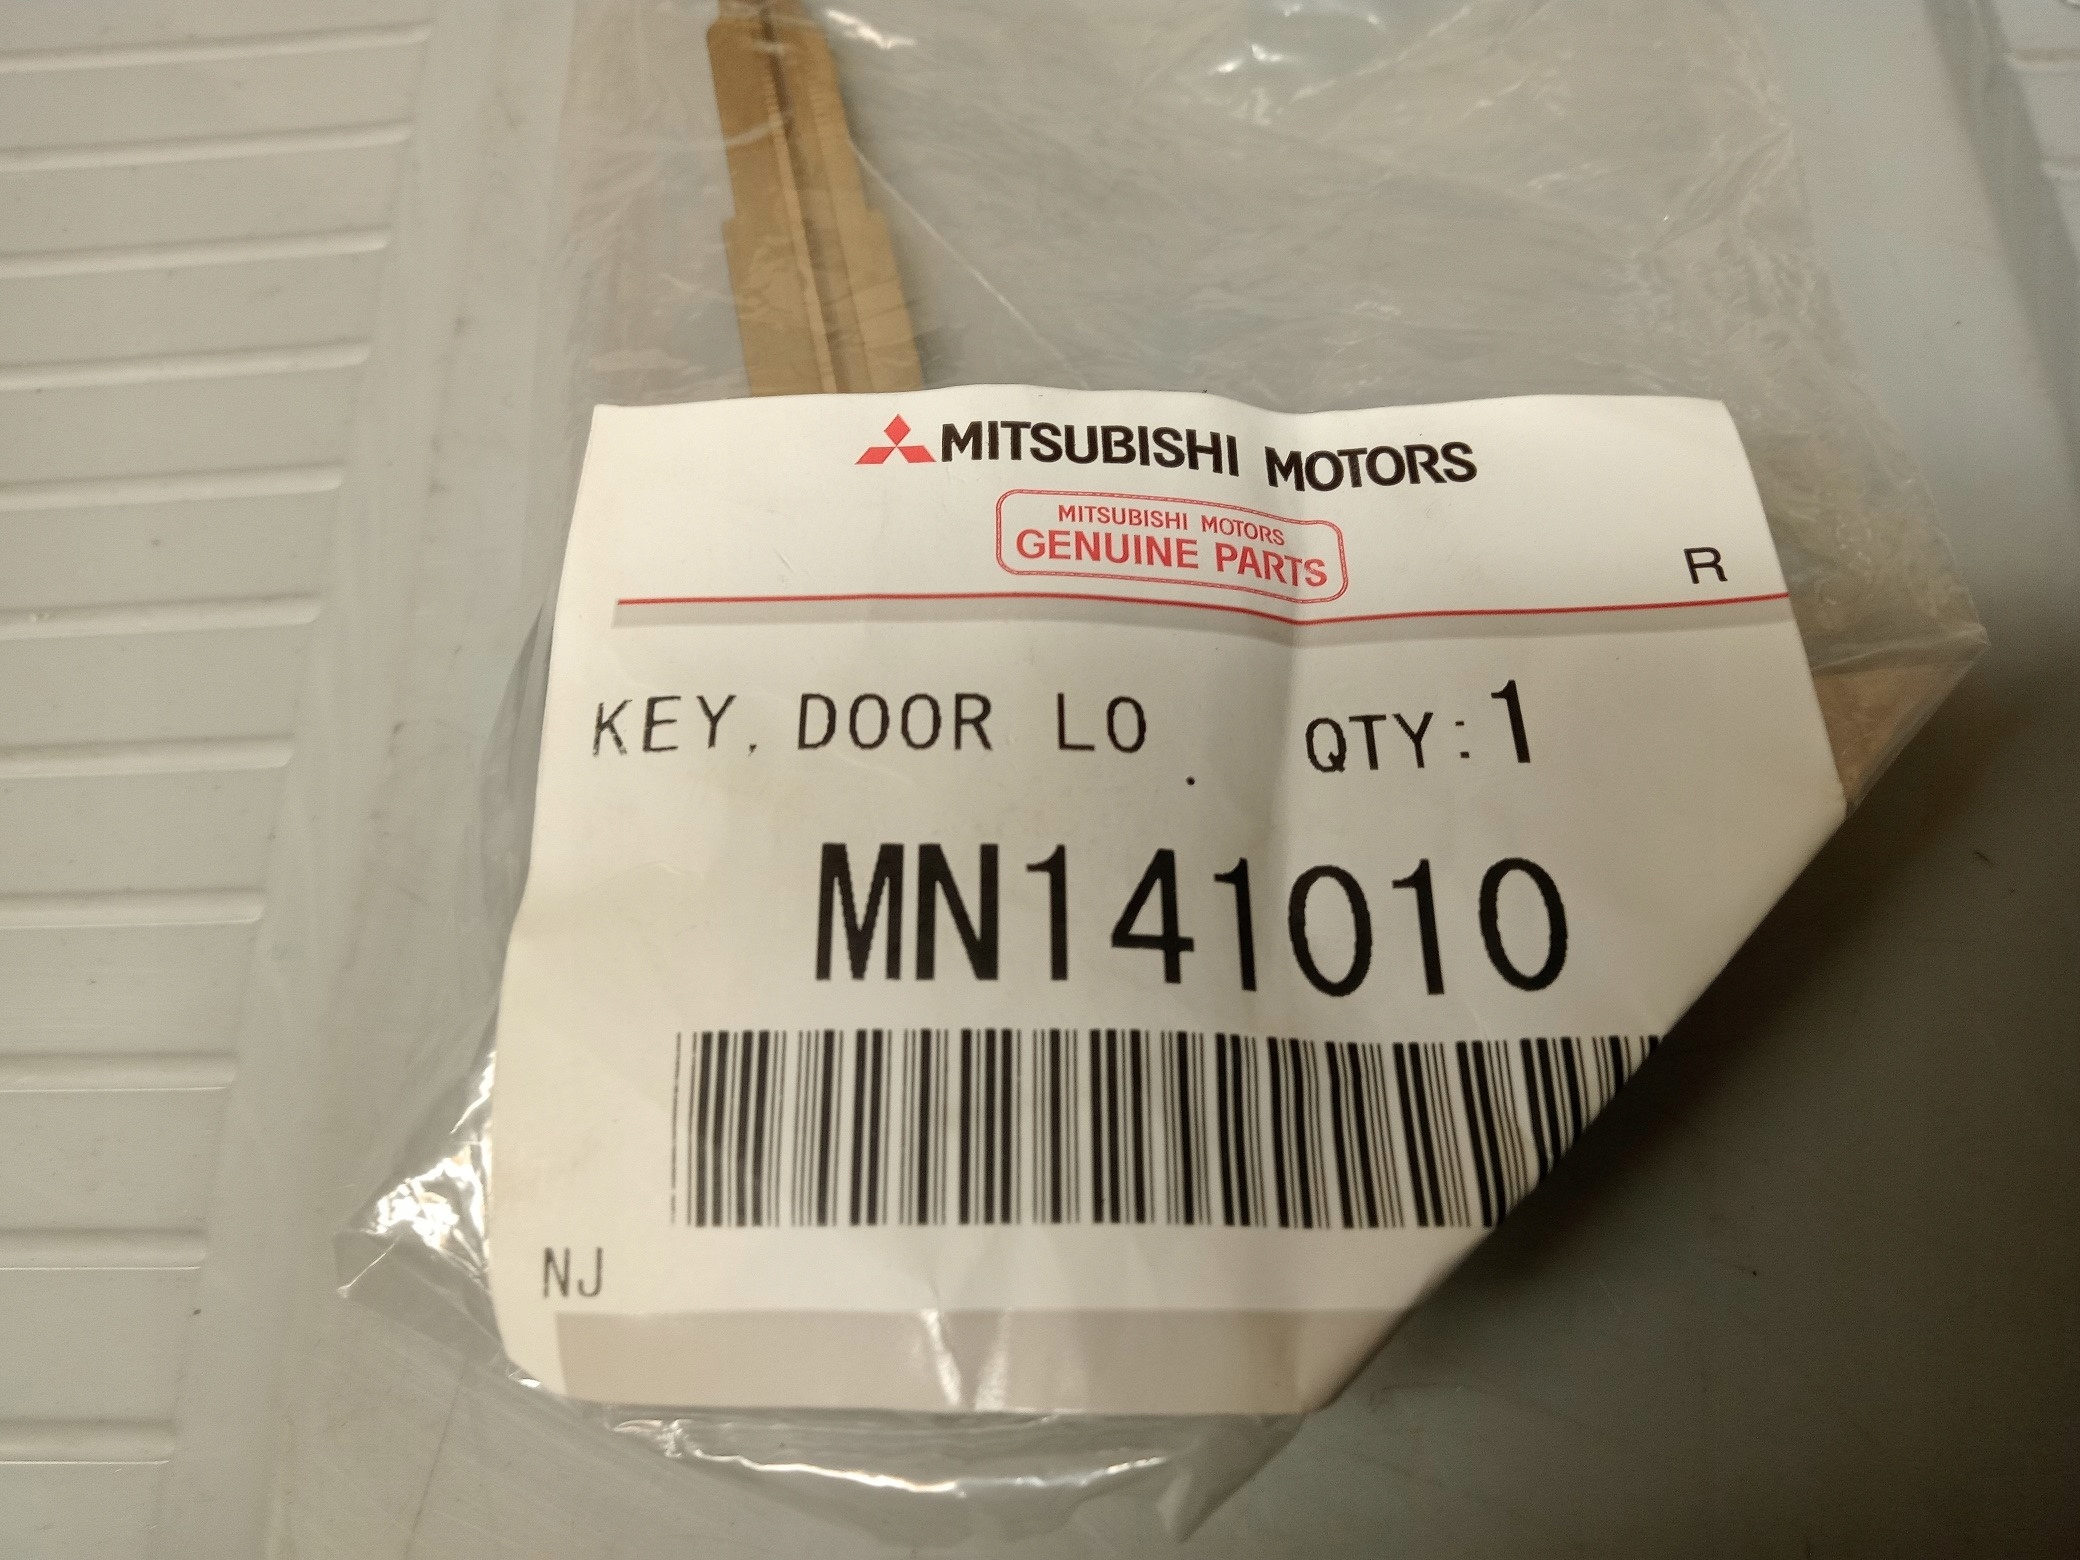 MITSUBISHI MOTORS
MITSUBISHI MOTORS
GENUINE PARTS
R
KEY, DOOR LO QTY:1
MN141010
NJ